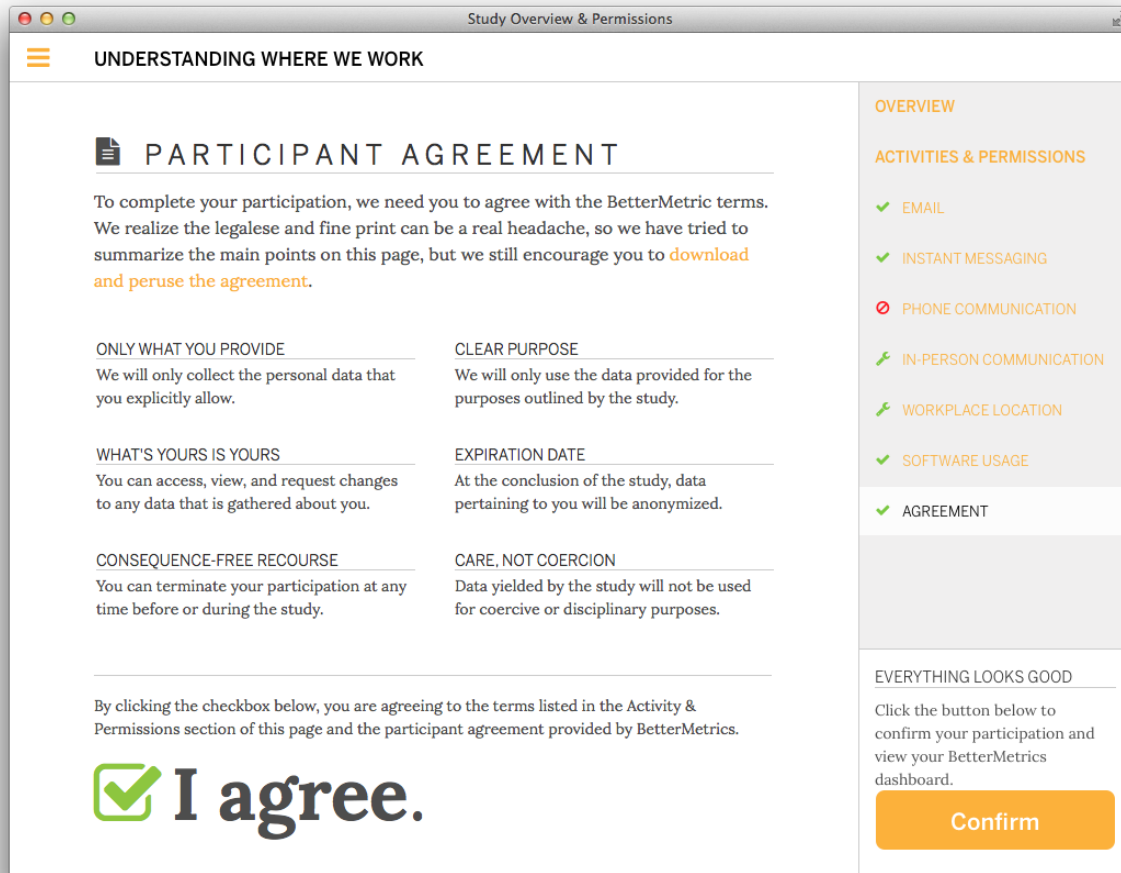 Study Overview & Permissions
UNDERSTANDING WHERE WE WORK
PARTICIPANT AGREEMENT
To complete your participation, we need you to agree with the BetterMetric terms.
We realize the legalese and fine print can be a real headache, so we have tried to
summarize the main points on this page, but we still encourage you to download
and peruse the agreement.
ONLY WHAT YOU PROVIDE
We will only collect the personal data that
you explicitly allow.
CLEAR PURPOSE
We will only use the data provided for the
purposes outlined by the study.
WHAT'S YOURS IS YOURS
You can access, view, and request changes
to any data that is gathered about you.
EXPIRATION DATE
At the conclusion of the study, data
pertaining to you will be anonymized.
CONSEQUENCE-FREE RECOURSE
You can terminate your participation at any
time before or during the study.
CARE, NOT COERCION
Data yielded by the study will not be used
for coercive or disciplinary purposes.
By clicking the checkbox below, you are agreeing to the terms listed in the Activity &
Permissions section of this page and the participant agreement provided by BetterMetrics.
I agree.
OVERVIEW
ACTIVITIES & PERMISSIONS
EMAIL
INSTANT MESSAGING
PHONE COMMUNICATION
IN-PERSON COMMUNICATION
WORKPLACE LOCATION
SOFTWARE USAGE
AGREEMENT
EVERYTHING LOOKS GOOD
Click the button below to
confirm your participation and
view your BetterMetrics
dashboard.
Confirm